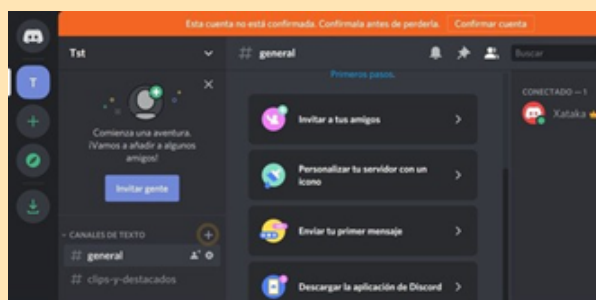 Esta cuenta no está confirmada. Confírmala antes de perderla. Confirmar cuenta
Tst
# general
Buscar
T
Comienza una aventura.
¡Vamos a añadir a algunos
amigos!
Invitar gente
CANALES DE TEXTO
# general
# clips-y-destacados
Primeros pasos.
Invitar a tus amigos
Personalizar tu servidor con un
icono
Enviar tu primer mensaje
Descargar la aplicación de Discord
CONECTADO — 1
Xataka